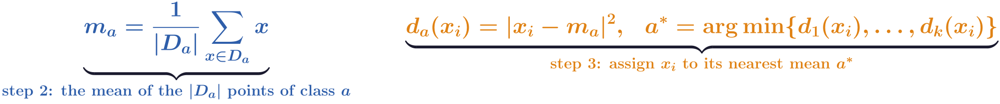 m_a = \frac{1}{|D_a|} \sum_{x \in D_a} x
step 2: the mean of the |D_a| points of class a
d_a(x_i) = |x_i − m_a|^2, a^* = arg min{d_1(x_i), . . . , d_k(x_i)}
step 3: assign x_i to its nearest mean a^*